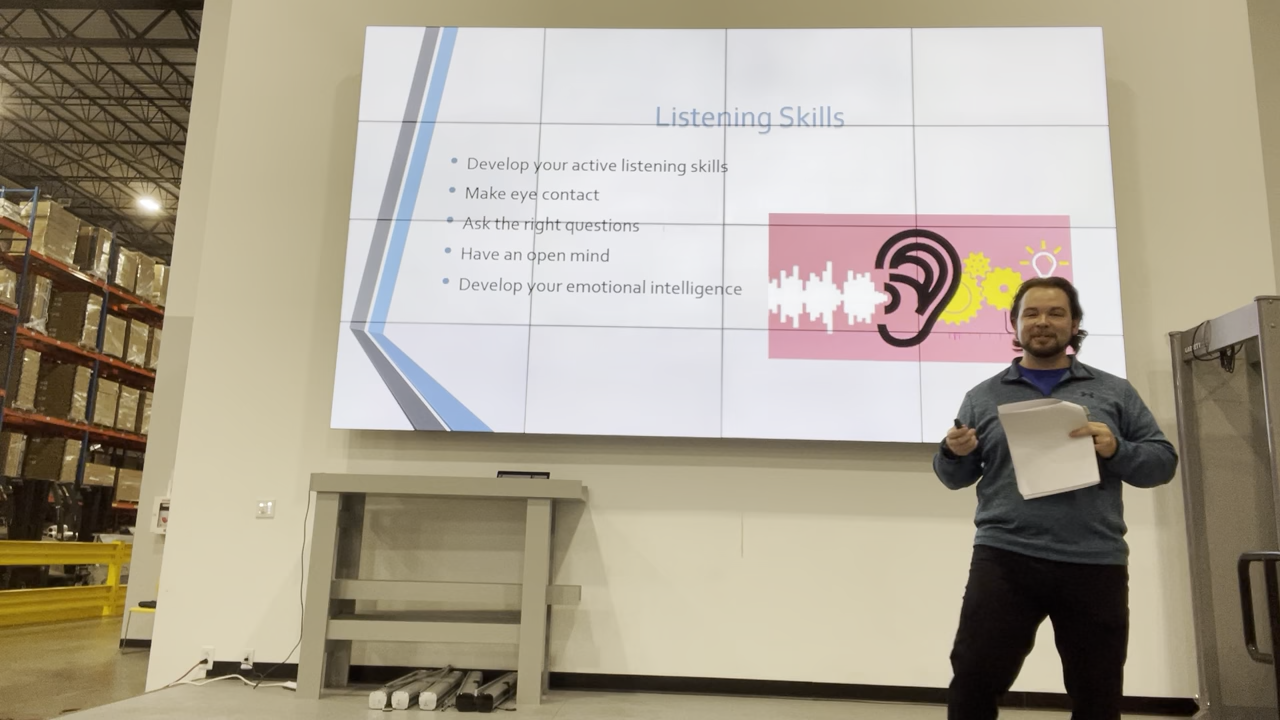 Listening Skills
Develop your active listening skills
Make eye contact
Ask the right questions
Have an open mind
Develop your emotional intelligence